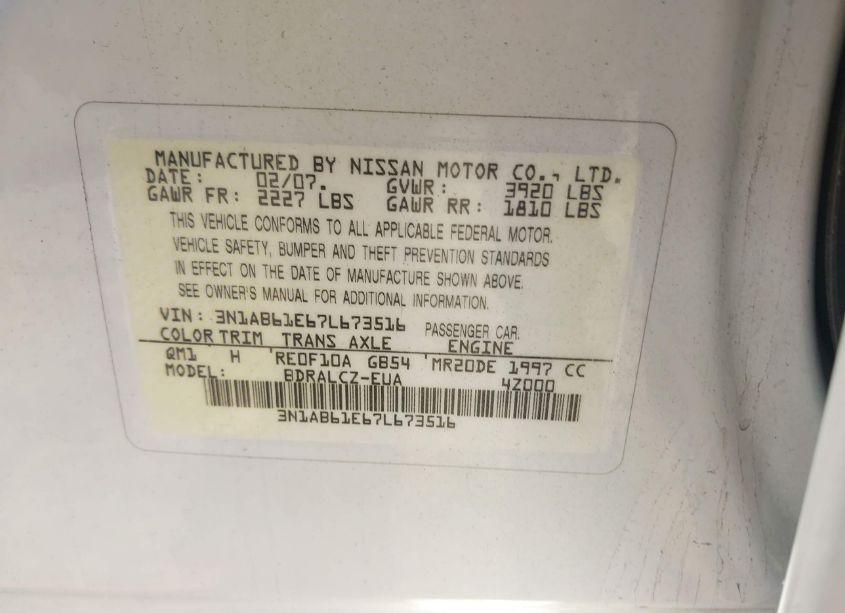 MANUFACTURED BY NISSAN MOTOR CO., LTD.
DATE: 02/07. GVWR: 3920 LBS
GAWR FR: 2227 LBS GAWR RR: 1810 LBS
THIS VEHICLE CONFORMS TO ALL APPLICABLE FEDERAL MOTOR.
VEHICLE SAFETY, BUMPER AND THEFT PREVENTION STANDARDS
IN EFFECT ON THE DATE OF MANUFACTURE SHOWN ABOVE.
SEE OWNER'S MANUAL FOR ADDITIONAL INFORMATION.
VIN: 3N1AB61E67L673516 PASSENGER CAR.
COLOR TRIM TRANS AXLE ENGINE
QM1 H RE0F10A GB54 MR20DE 1997 CC
MODEL: BDRALCZ-EUA 4Z000
3N1AB61E67L673516